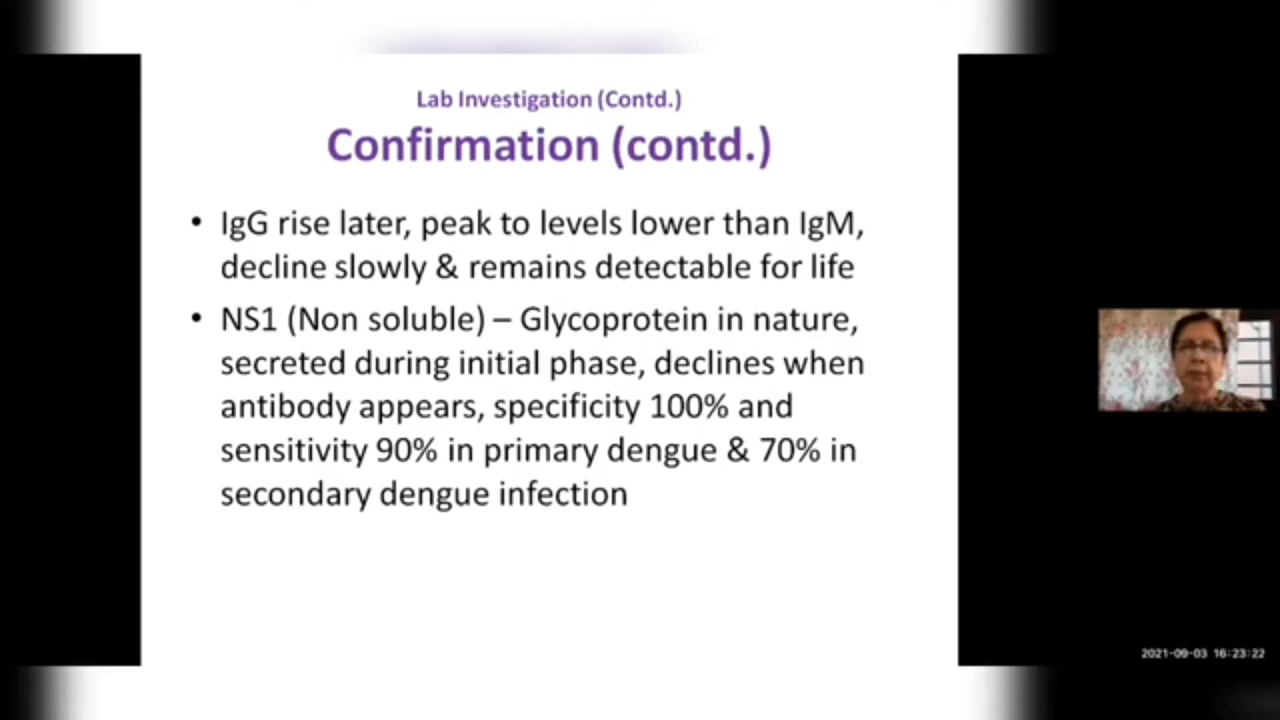 Lab Investigation (Contd.)
Confirmation (contd.)
• IgG rise later, peak to levels lower than IgM,
decline slowly & remains detectable for life
• NS1 (Non soluble) – Glycoprotein in nature,
secreted during initial phase, declines when
antibody appears, specificity 100% and
sensitivity 90% in primary dengue & 70% in
secondary dengue infection
2021-09-03 16:23:22